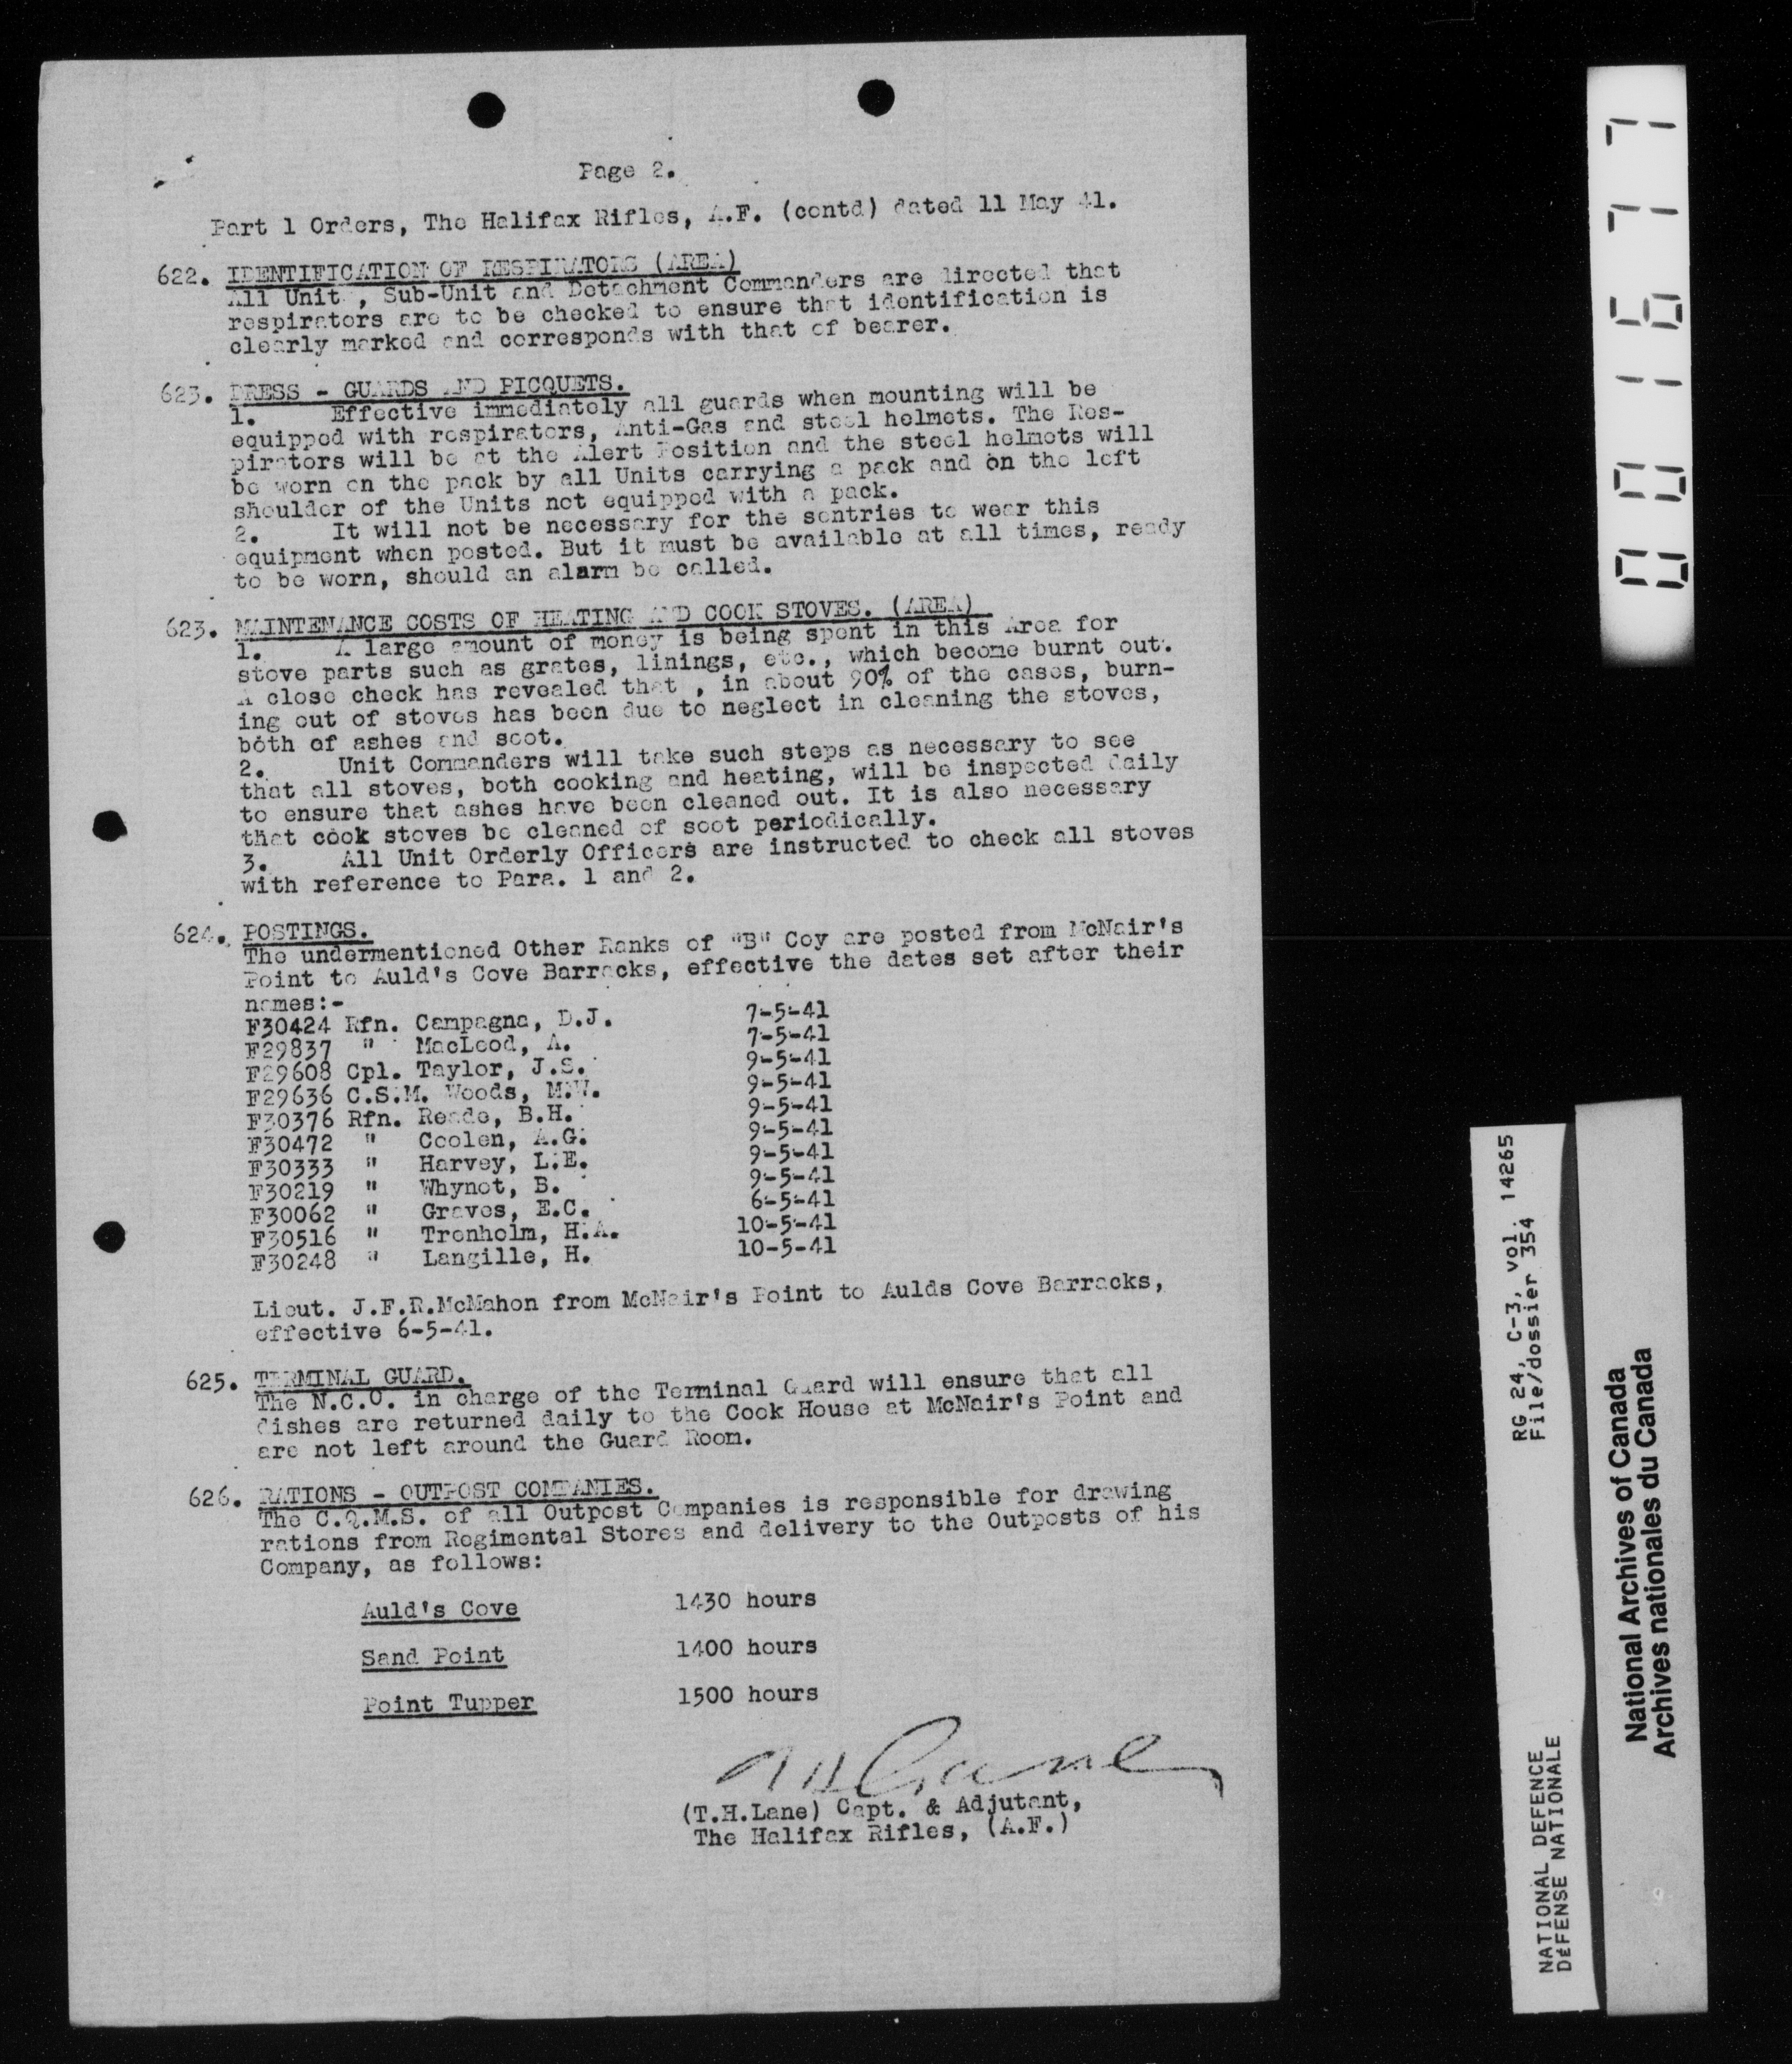 Page 2.
Part 1 Orders, The Halifax Rifles, A.F. (contd) dated 11 May 41.
622. IDENTIFICATION OF RESPIRATORS (AREA)
All Unit , Sub-Unit and Detachment Commanders are directed that
respirators are to be checked to ensure that identification is
clearly marked and corresponds with that of bearer.
623. DRESS - GUARDS AND PICQUETS.
1. Effective immediately all guards when mounting will be
equipped with respirators, Anti-Gas and steel helmets. The Res-
pirators will be at the Alert Position and the steel helmets will
be worn on the pack by all Units carrying a pack and on the left
shoulder of the Units not equipped with a pack.
2. It will not be necessary for the sentries to wear this
equipment when posted. But it must be available at all times, ready
to be worn, should an alarm be called.
623. MAINTENANCE COSTS OF HEATING AND COOK STOVES. (AREA)
1. A large amount of money is being spent in this Area for
stove parts such as grates, linings, etc., which become burnt out.
A close check has revealed that , in about 90% of the cases, burn-
ing out of stoves has been due to neglect in cleaning the stoves,
both of ashes and soot.
2. Unit Commanders will take such steps as necessary to see
that all stoves, both cooking and heating, will be inspected daily
to ensure that ashes have been cleaned out. It is also necessary
that cook stoves be cleaned of soot periodically.
3. All Unit Orderly Officers are instructed to check all stoves
with reference to Para. 1 and 2.
624. POSTINGS.
The undermentioned Other Ranks of "B" Coy are posted from McNair's
Point to Auld's Cove Barracks, effective the dates set after their
names:-
F30424 Rfn. Campagna, D.J. 7-5-41
F29837 " MacLeod, A. 7-5-41
F29608 Cpl. Taylor, J.S. 9-5-41
F29636 C.S.M. Woods, M.W. 9-5-41
F30376 Rfn. Reade, B.H. 9-5-41
F30472 " Coolen, A.G. 9-5-41
F30333 " Harvey, L.E. 9-5-41
F30219 " Whynot, B. 9-5-41
F30062 " Graves, E.C. 6-5-41
F30516 " Trenholm, H.A. 10-5-41
F30248 " Langille, H. 10-5-41
Lieut. J.F.R.McMahon from McNair's Point to Aulds Cove Barracks,
effective 6-5-41.
625. TERMINAL GUARD.
The N.C.O. in charge of the Terminal Guard will ensure that all
dishes are returned daily to the Cook House at McNair's Point and
are not left around the Guard Room.
626. RATIONS - OUTPOST COMPANIES.
The C.Q.M.S. of all Outpost Companies is responsible for drawing
rations from Regimental Stores and delivery to the Outposts of his
Company, as follows:
Auld's Cove 1430 hours
Sand Point 1400 hours
Point Tupper 1500 hours
(T.H.Lane) Capt. & Adjutant,
The Halifax Rifles, (A.F.)
001677
RG 24, C-3, vol. 14265
File/dossier 354
NATIONAL DEFENCE
DéFENSE NATIONALE
National Archives of Canada
Archives nationales du Canada